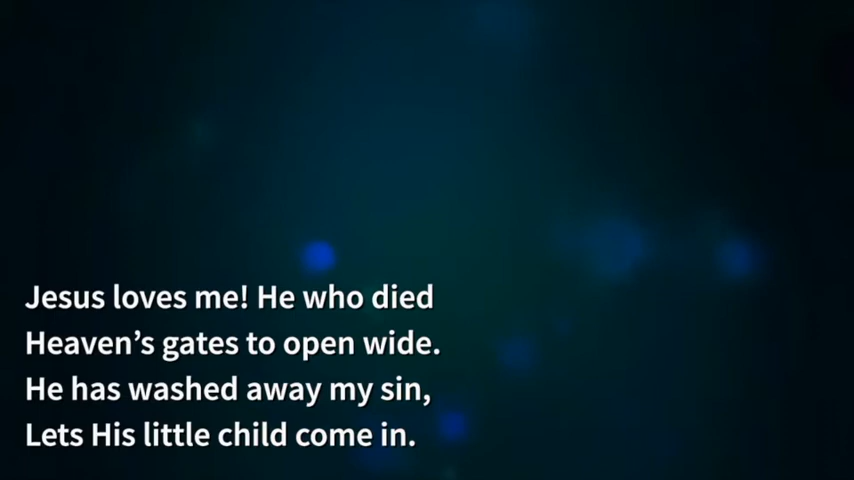 Jesus loves me! He who died
Heaven’s gates to open wide.
He has washed away my sin,
Lets His little child come in.